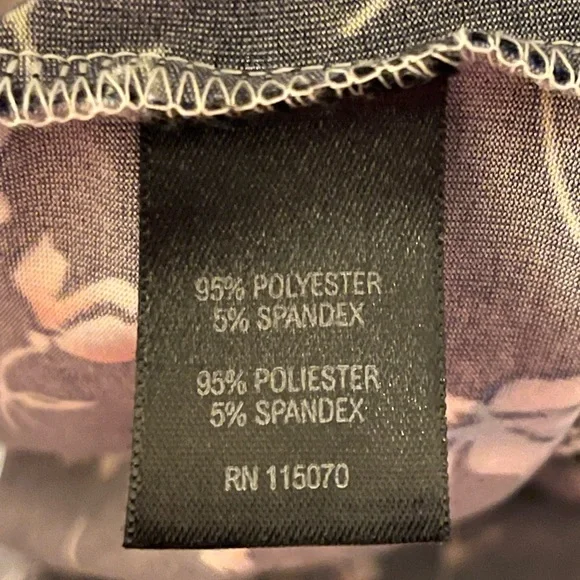 95% POLYESTER
5% SPANDEX
95% POLIESTER
5% SPANDEX
RN 115070